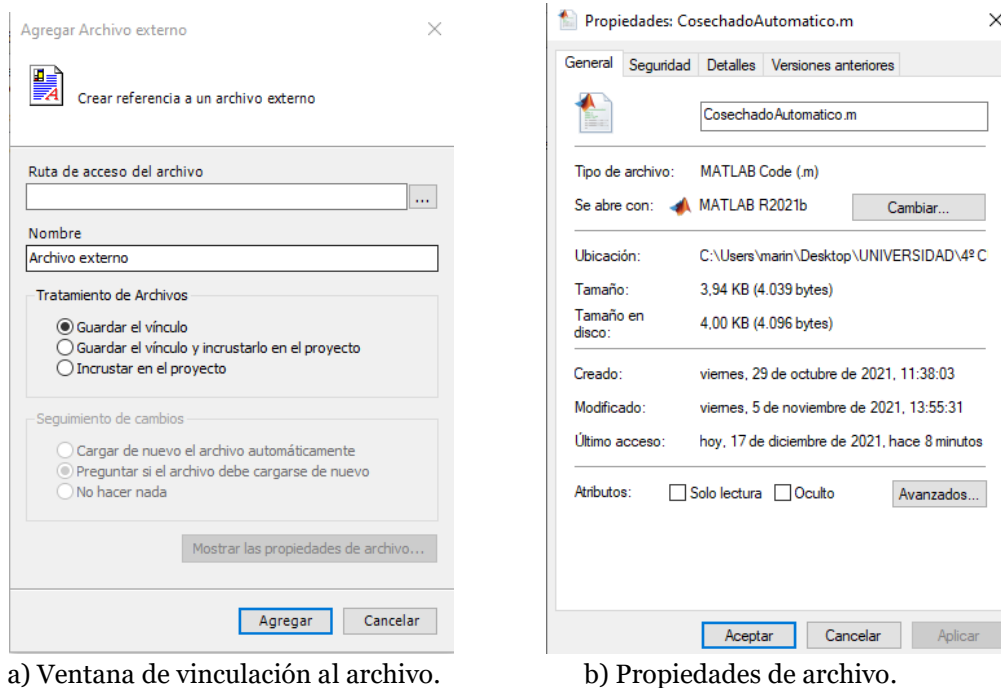 Agregar Archivo externo
Crear referencia a un archivo externo
Ruta de acceso del archivo
...
Nombre
Archivo externo
Tratamiento de Archivos
Guardar el vínculo
Guardar el vínculo y incrustarlo en el proyecto
Incrustar en el proyecto
Seguimiento de cambios
Cargar de nuevo el archivo automáticamente
Preguntar si el archivo debe cargarse de nuevo
No hacer nada
Mostrar las propiedades de archivo...
Agregar Cancelar
a) Ventana de vinculación al archivo.
Propiedades: CosechadoAutomatico.m
General Seguridad Detalles Versiones anteriores
CosechadoAutomatico.m
Tipo de archivo: MATLAB Code (.m)
Se abre con: MATLAB R2021b Cambiar...
Ubicación: C:\Users\marin\Desktop\UNIVERSIDAD\4º C
Tamaño: 3,94 KB (4.039 bytes)
Tamaño en
disco: 4,00 KB (4.096 bytes)
Creado: viernes, 29 de octubre de 2021, 11:38:03
Modificado: viernes, 5 de noviembre de 2021, 13:55:31
Último acceso: hoy, 17 de diciembre de 2021, hace 8 minutos
Atributos: Solo lectura Oculto Avanzados...
Aceptar Cancelar Aplicar
b) Propiedades de archivo.